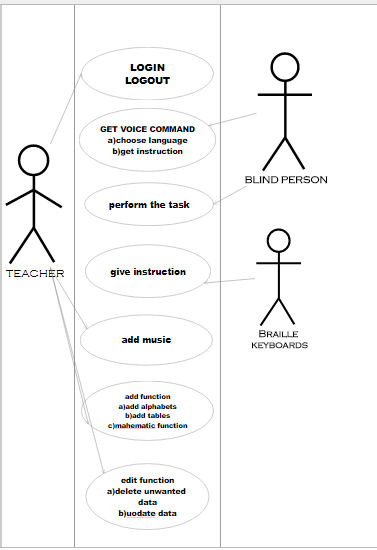 LOGIN
LOGOUT
GET VOICE COMMAND
a)choose language
b)get instruction
BLIND PERSON
perform the task
TEACHER
give instruction
BRAILLE
KEYBOARDS
add music
add function
a)add alphabets
b)add tables
c)mahematic function
edit function
a)delete unwanted
data
b)uodate data